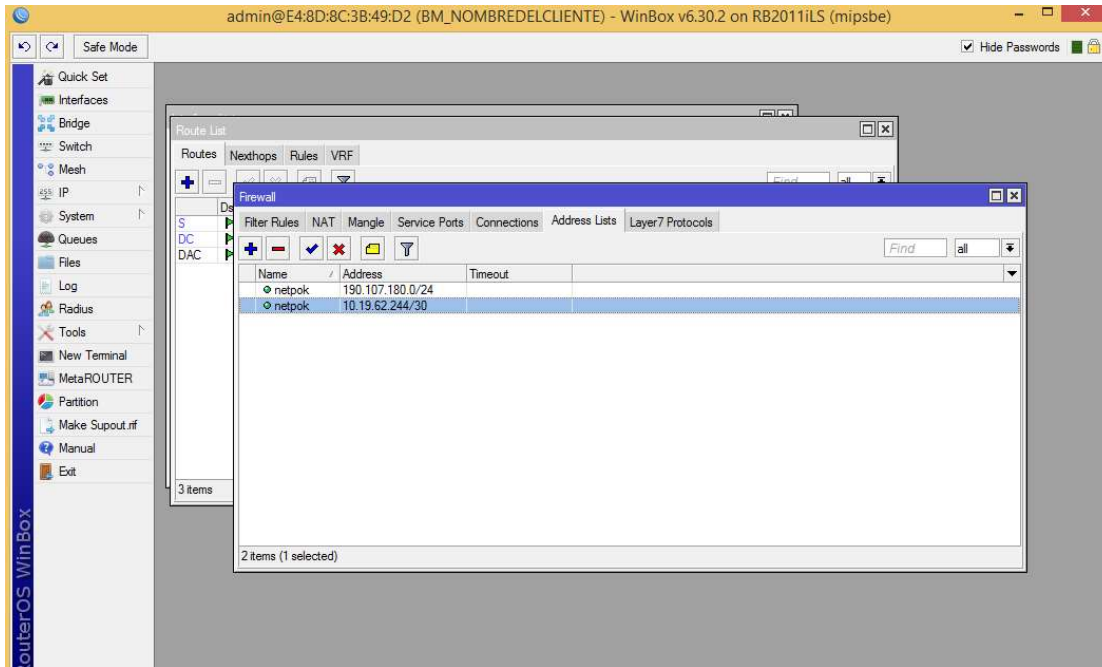 admin@E4:8D:8C:3B:49:D2 (BM_NOMBREDELCLIENTE) - WinBox v6.30.2 on RB2011iLS (mipsbe)
Safe Mode
Hide Passwords
Quick Set
Interfaces
Bridge
Switch
Mesh
IP
System
Queues
Files
Log
Radius
Tools
New Terminal
MetaROUTER
Partition
Make Supout.rif
Manual
Exit
RouterOS WinBox
Route List
Routes Nexthops Rules VRF
Find all
Ds
S
DC
DAC
3 items
Firewall
Filter Rules NAT Mangle Service Ports Connections Address Lists Layer7 Protocols
Find all
Name / Address Timeout
netpok 190.107.180.0/24
netpok 10.19.62.244/30
2 items (1 selected)